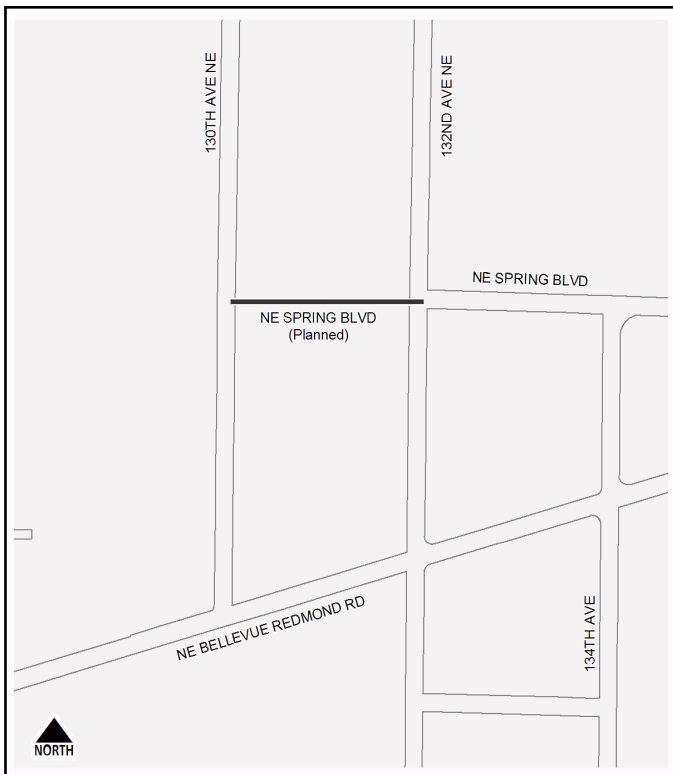 130TH AVE NE
132ND AVE NE
NE SPRING BLVD
NE SPRING BLVD
(Planned)
NE BELLEVUE REDMOND RD
134TH AVE
NORTH